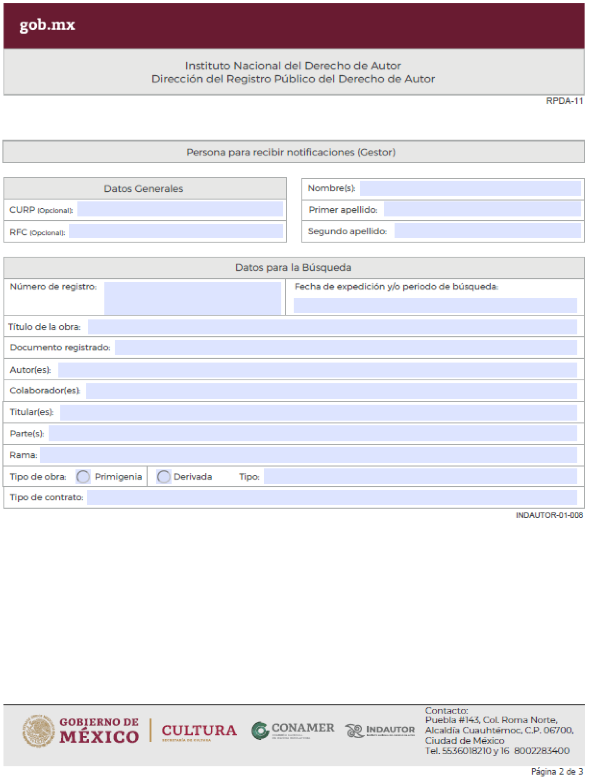 gob.mx
Instituto Nacional del Derecho de Autor
Dirección del Registro Público del Derecho de Autor
RPDA-11
Persona para recibir notificaciones (Gestor)
Datos Generales
CURP (Opcional):
RFC (Opcional):
Nombre(s):
Primer apellido:
Segundo apellido:
Datos para la Búsqueda
Número de registro:
Fecha de expedición y/o periodo de búsqueda:
Título de la obra:
Documento registrado:
Autor(es):
Colaborador(es):
Titular(es):
Parte(s):
Rama:
Tipo de obra: Primigenia Derivada Tipo:
Tipo de contrato:
INDAUTOR-01-008
GOBIERNO DE
MÉXICO
CULTURA
SECRETARÍA DE CULTURA
CONAMER
INDAUTOR
Contacto:
Puebla #143, Col. Roma Norte,
Alcaldía Cuauhtémoc, C.P. 06700,
Ciudad de México
Tel. 5536018210 y 16 8002283400
Página 2 de 3